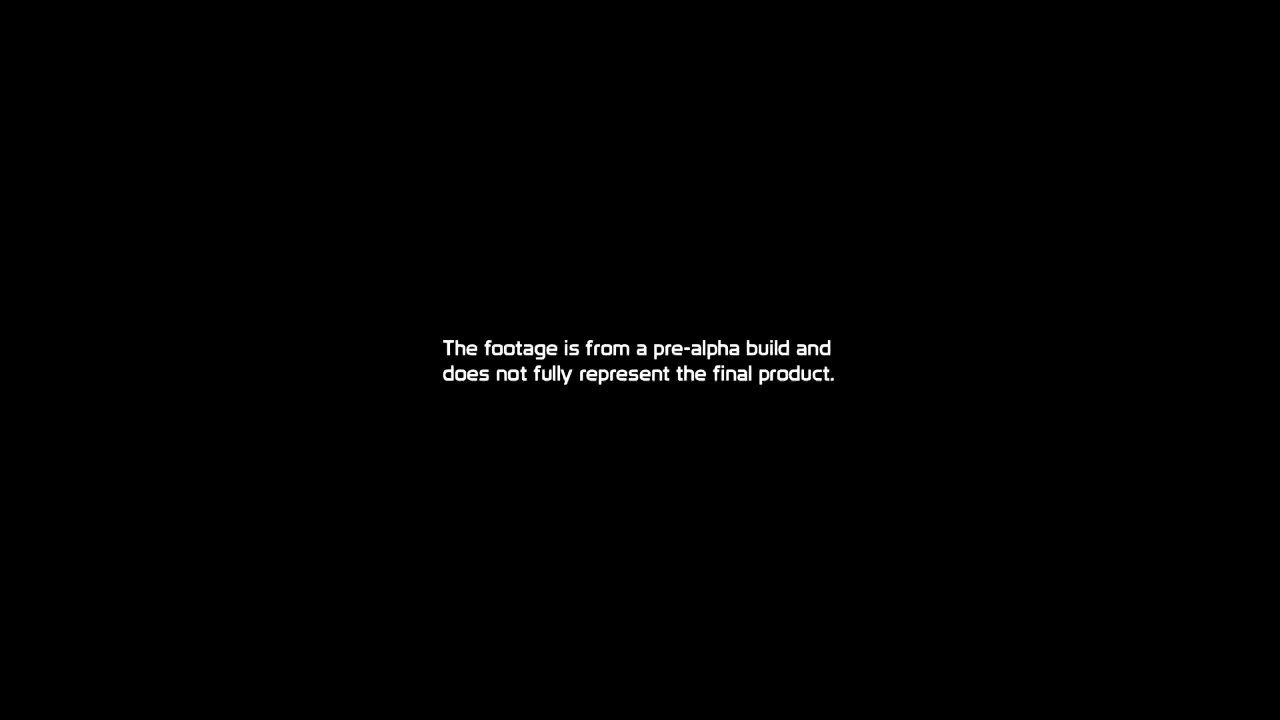 The footage is from a pre-alpha build and
does not fully represent the final product.